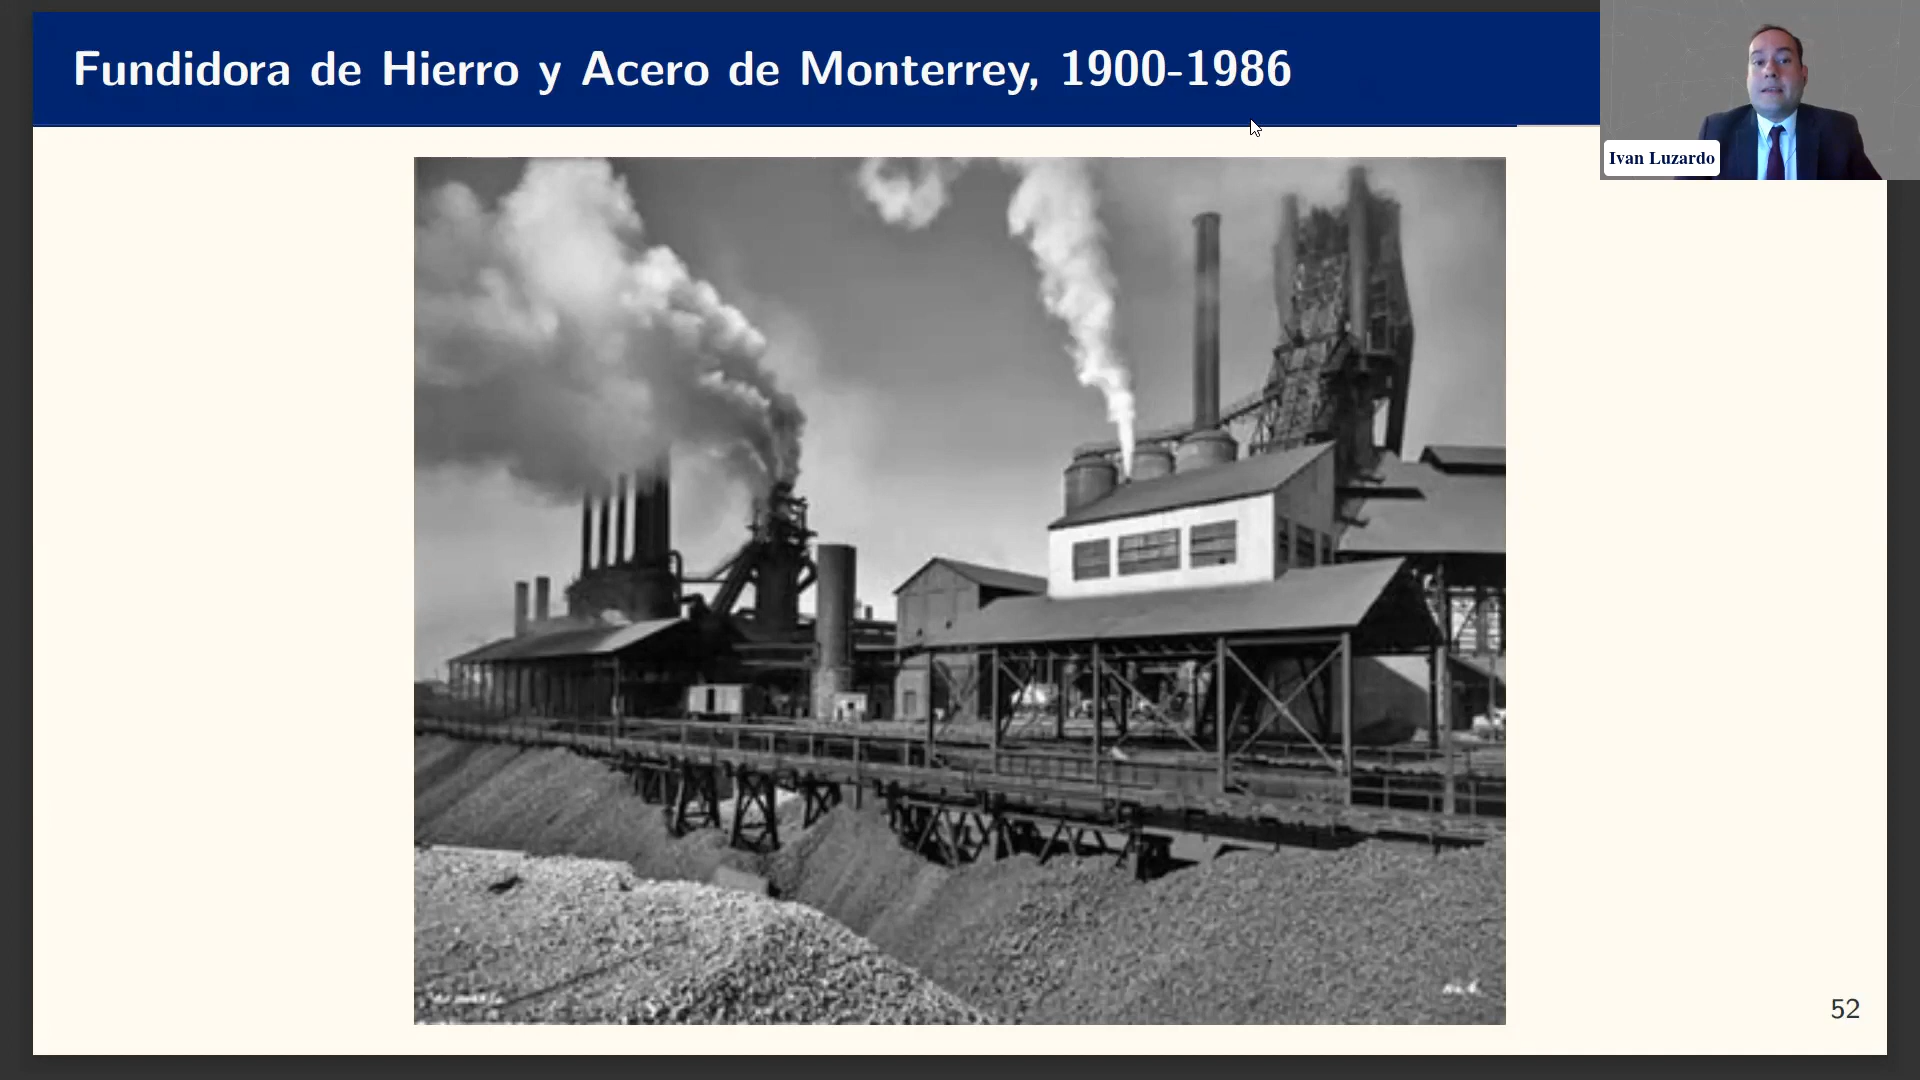 Fundidora de Hierro y Acero de Monterrey, 1900-1986
Ivan Luzardo
52